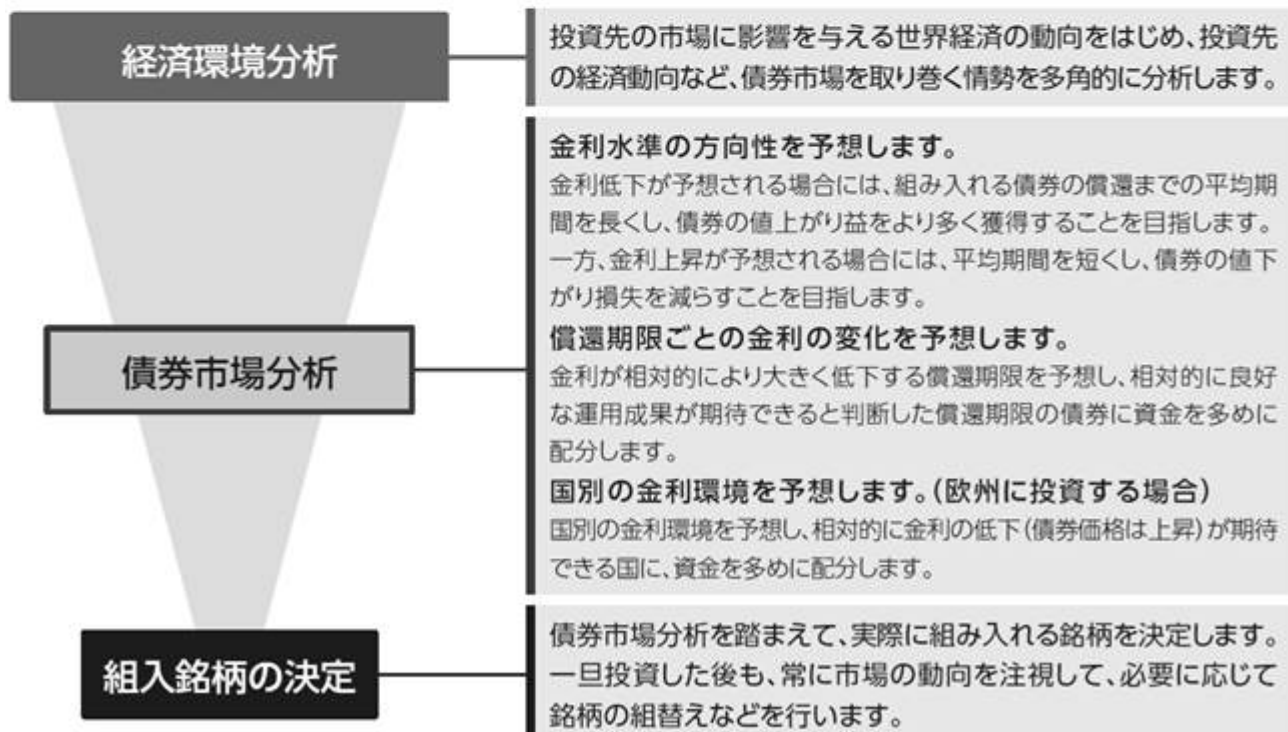 経済環境分析
投資先の市場に影響を与える世界経済の動向をはじめ、投資先
の経済動向など、債券市場を取り巻く情勢を多角的に分析します。
債券市場分析
金利水準の方向性を予想します。
金利低下が予想される場合には、組み入れる債券の償還までの平均期
間を長くし、債券の値上がり益をより多く獲得することを目指します。
一方、金利上昇が予想される場合には、平均期間を短くし、債券の値下
がり損失を減らすことを目指します。
償還期限ごとの金利の変化を予想します。
金利が相対的により大きく低下する償還期限を予想し、相対的に良好
な運用成果が期待できると判断した償還期限の債券に資金を多めに
配分します。
国別の金利環境を予想します。(欧州に投資する場合)
国別の金利環境を予想し、相対的に金利の低下(債券価格は上昇)が期待
できる国に、資金を多めに配分します。
組入銘柄の決定
債券市場分析を踏まえて、実際に組み入れる銘柄を決定します。
一旦投資した後も、常に市場の動向を注視して、必要に応じて
銘柄の組替えなどを行います。